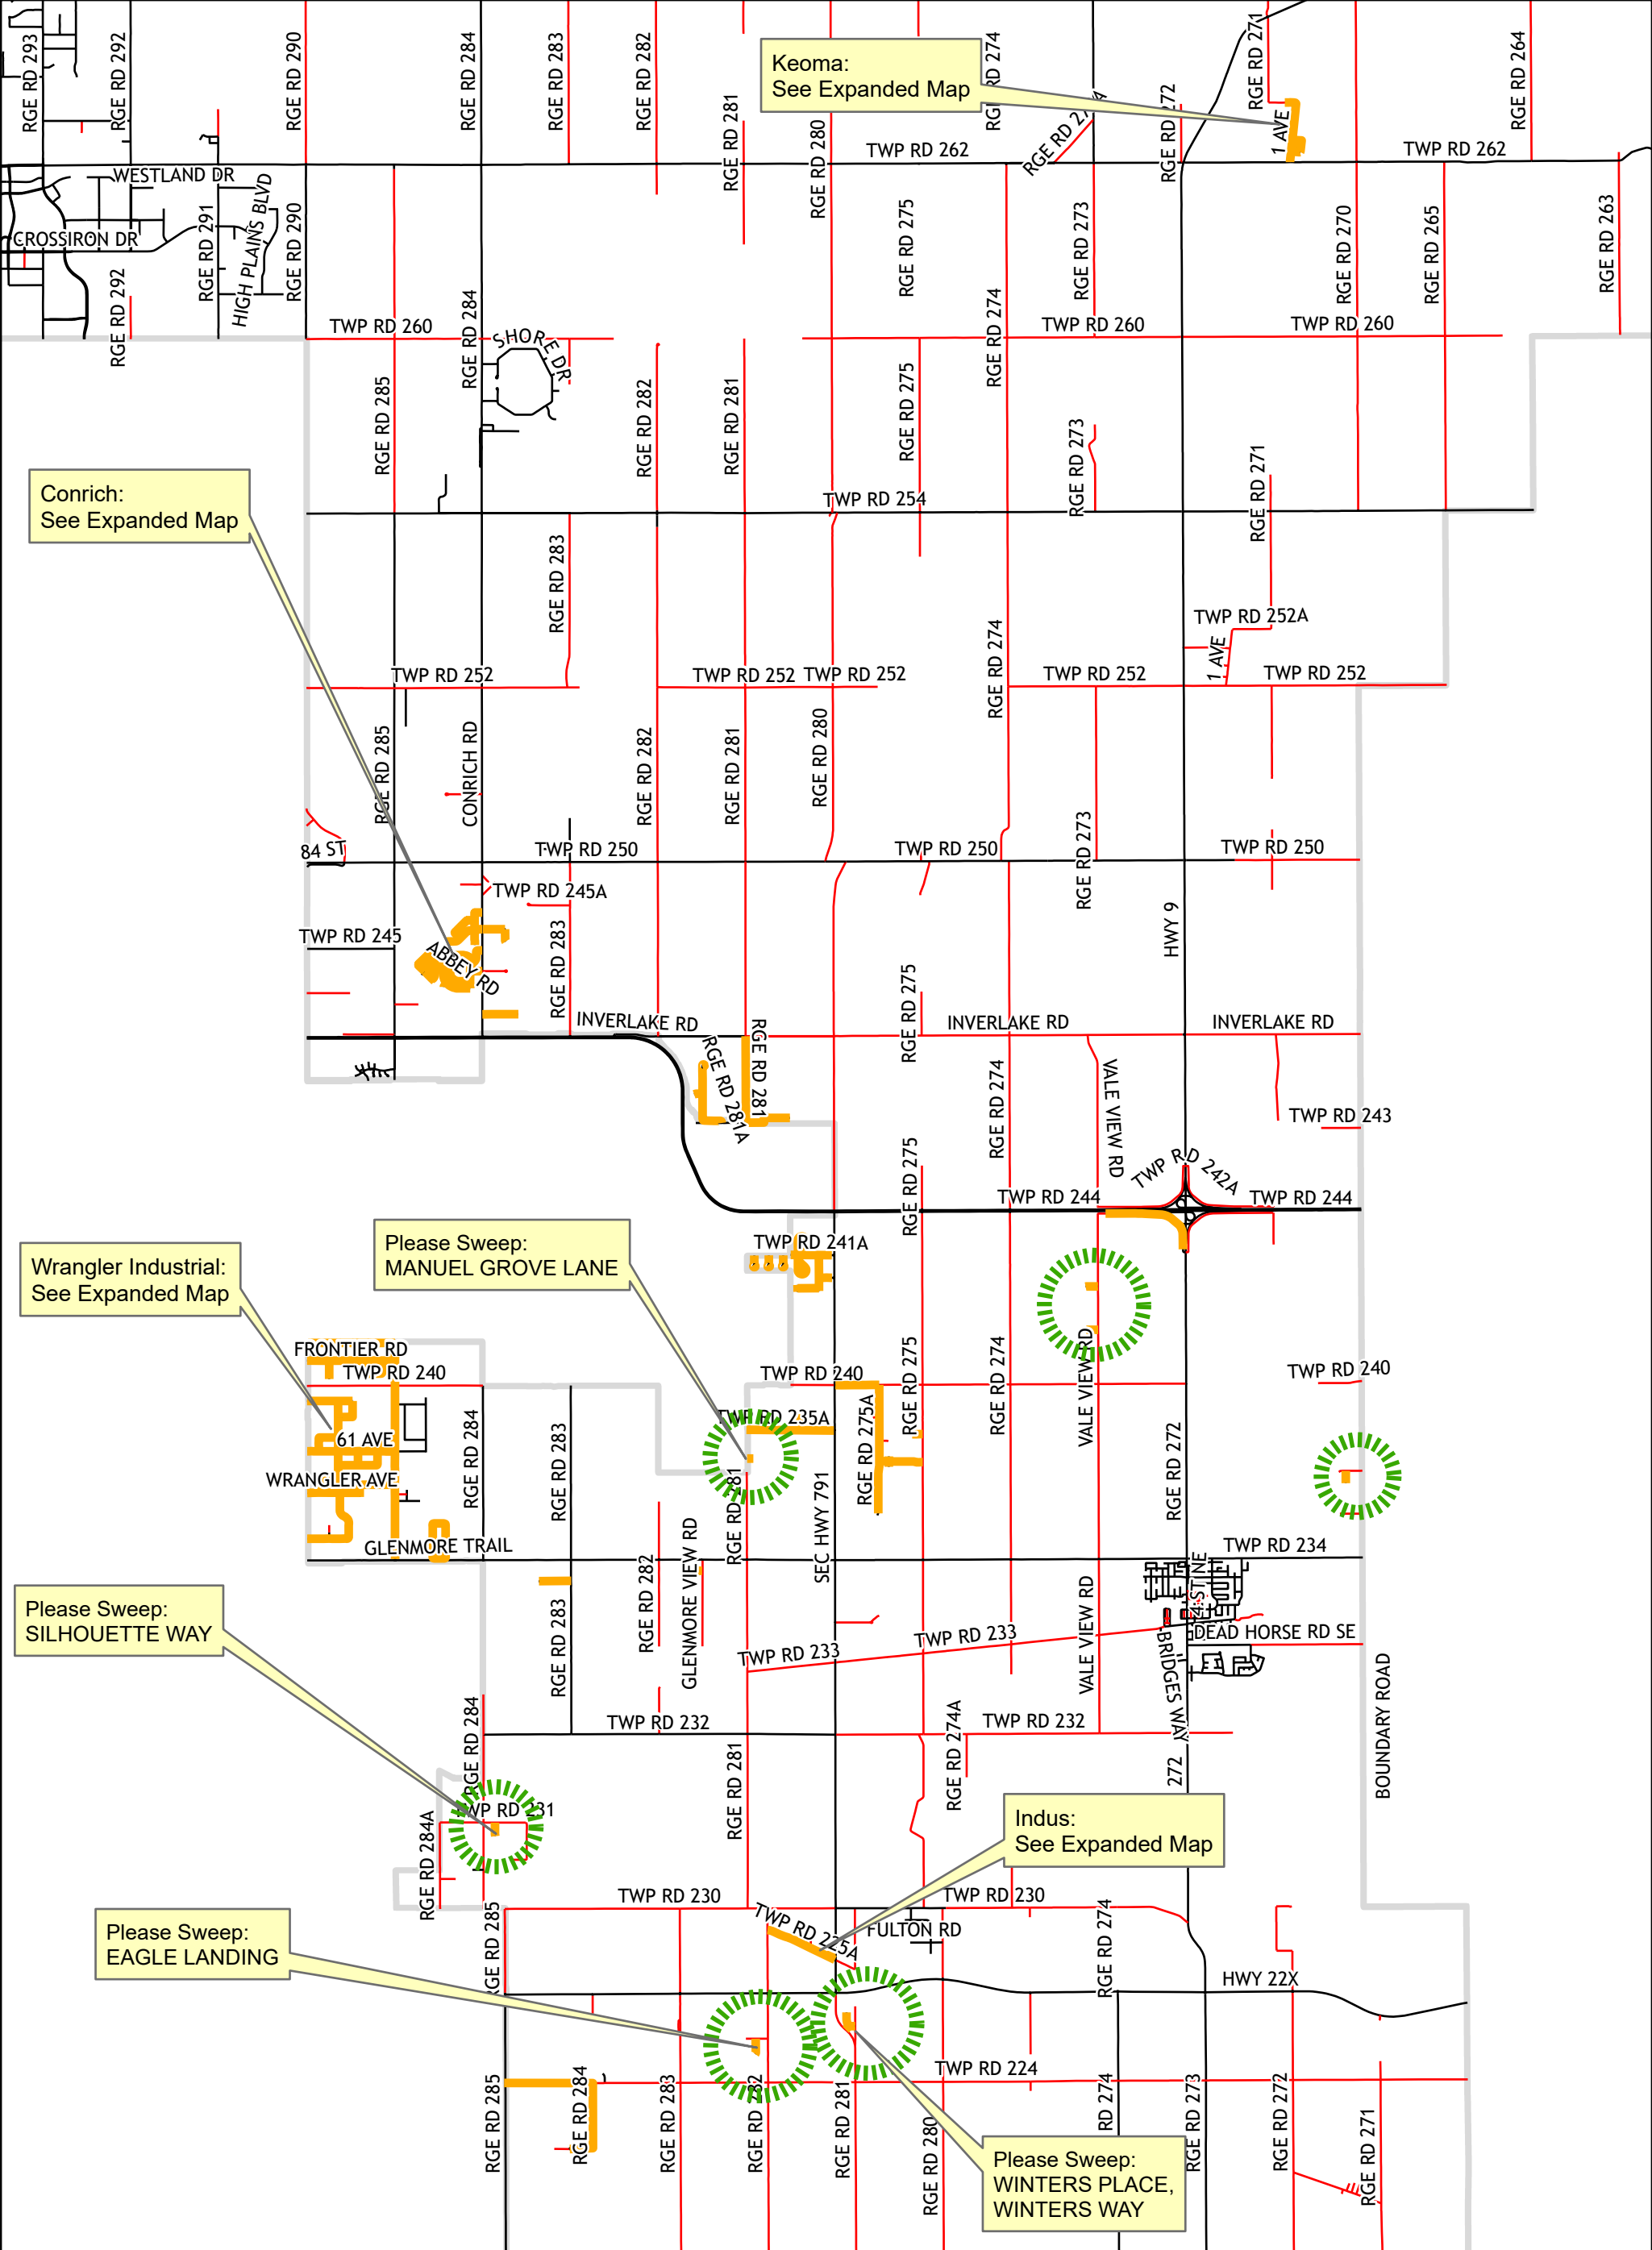 RGE RD 293
RGE RD 292
RGE RD 290
RGE RD 284
RGE RD 283
RGE RD 282
RGE RD 281
RGE RD 280
Keoma:
See Expanded Map
RGE RD 271
RGE RD 264
RGE RD 272
1 AVE
TWP RD 262
TWP RD 262
WESTLAND DR
CROSSIRON DR
RGE RD 292
RGE RD 291
HIGH PLAINS BLVD
RGE RD 290
RGE RD 284
RGE RD 275
RGE RD 274
RGE RD 273
RGE RD 270
RGE RD 265
RGE RD 263
TWP RD 260
TWP RD 260
TWP RD 260
SHORE DR
RGE RD 285
RGE RD 282
RGE RD 281
RGE RD 275
RGE RD 273
RGE RD 271
Conrich:
See Expanded Map
TWP RD 254
RGE RD 283
TWP RD 252A
1 AVE
RGE RD 274
TWP RD 252
TWP RD 252
TWP RD 252
TWP RD 252
TWP RD 252
RGE RD 285
CONRICH RD
RGE RD 282
RGE RD 281
RGE RD 280
RGE RD 273
84 ST
TWP RD 250
TWP RD 250
TWP RD 250
TWP RD 245A
TWP RD 245
ABBEY RD
RGE RD 283
RGE RD 275
HWY 9
INVERLAKE RD
INVERLAKE RD
INVERLAKE RD
RGE RD 281A
RGE RD 281
RGE RD 274
VALE VIEW RD
TWP RD 243
TWP RD 242A
TWP RD 244
TWP RD 244
RGE RD 275
Please Sweep:
MANUEL GROVE LANE
TWP RD 241A
Wrangler Industrial:
See Expanded Map
FRONTIER RD
TWP RD 240
TWP RD 240
TWP RD 240
TWP RD 235A
RGE RD 284
RGE RD 283
RGE RD 275A
RGE RD 275
RGE RD 274
VALE VIEW RD
RGE RD 272
61 AVE
WRANGLER AVE
GLENMORE TRAIL
RGE RD 281
SEC HWY 791
TWP RD 234
Please Sweep:
SILHOUETTE WAY
RGE RD 283
RGE RD 282
GLENMORE VIEW RD
TWP RD 233
TWP RD 233
VALE VIEW RD
DEAD HORSE RD SE
BRIDGES WAY
272
BOUNDARY ROAD
TWP RD 232
TWP RD 232
RGE RD 284
RGE RD 281
RGE RD 274A
RGE RD 284A
Indus:
See Expanded Map
TWP RD 230
TWP RD 230
TWP RD 225A
FULTON RD
RGE RD 285
RGE RD 274
Please Sweep:
EAGLE LANDING
HWY 22X
TWP RD 224
RGE RD 285
RGE RD 284
RGE RD 283
RGE RD 282
RGE RD 281
RGE RD 280
RD 274
RGE RD 272
RGE RD 271
Please Sweep:
WINTERS PLACE,
WINTERS WAY